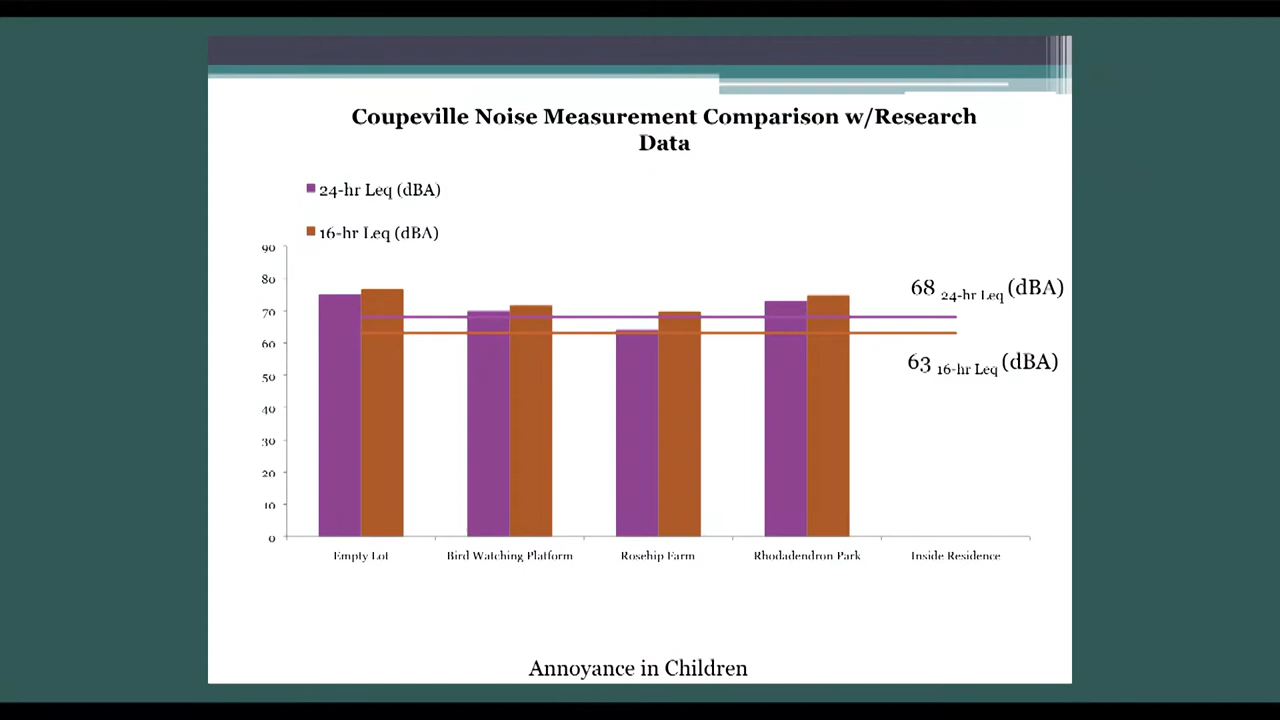 Coupeville Noise Measurement Comparison w/Research
Data
24-hr Leq (dBA)
16-hr Leq (dBA)
90
80
70
60
50
40
30
20
10
0
68 24-hr Leq (dBA)
63 16-hr Leq (dBA)
Empty Lot
Bird Watching Platform
Rosehip Farm
Rhodadendron Park
Inside Residence
Annoyance in Children